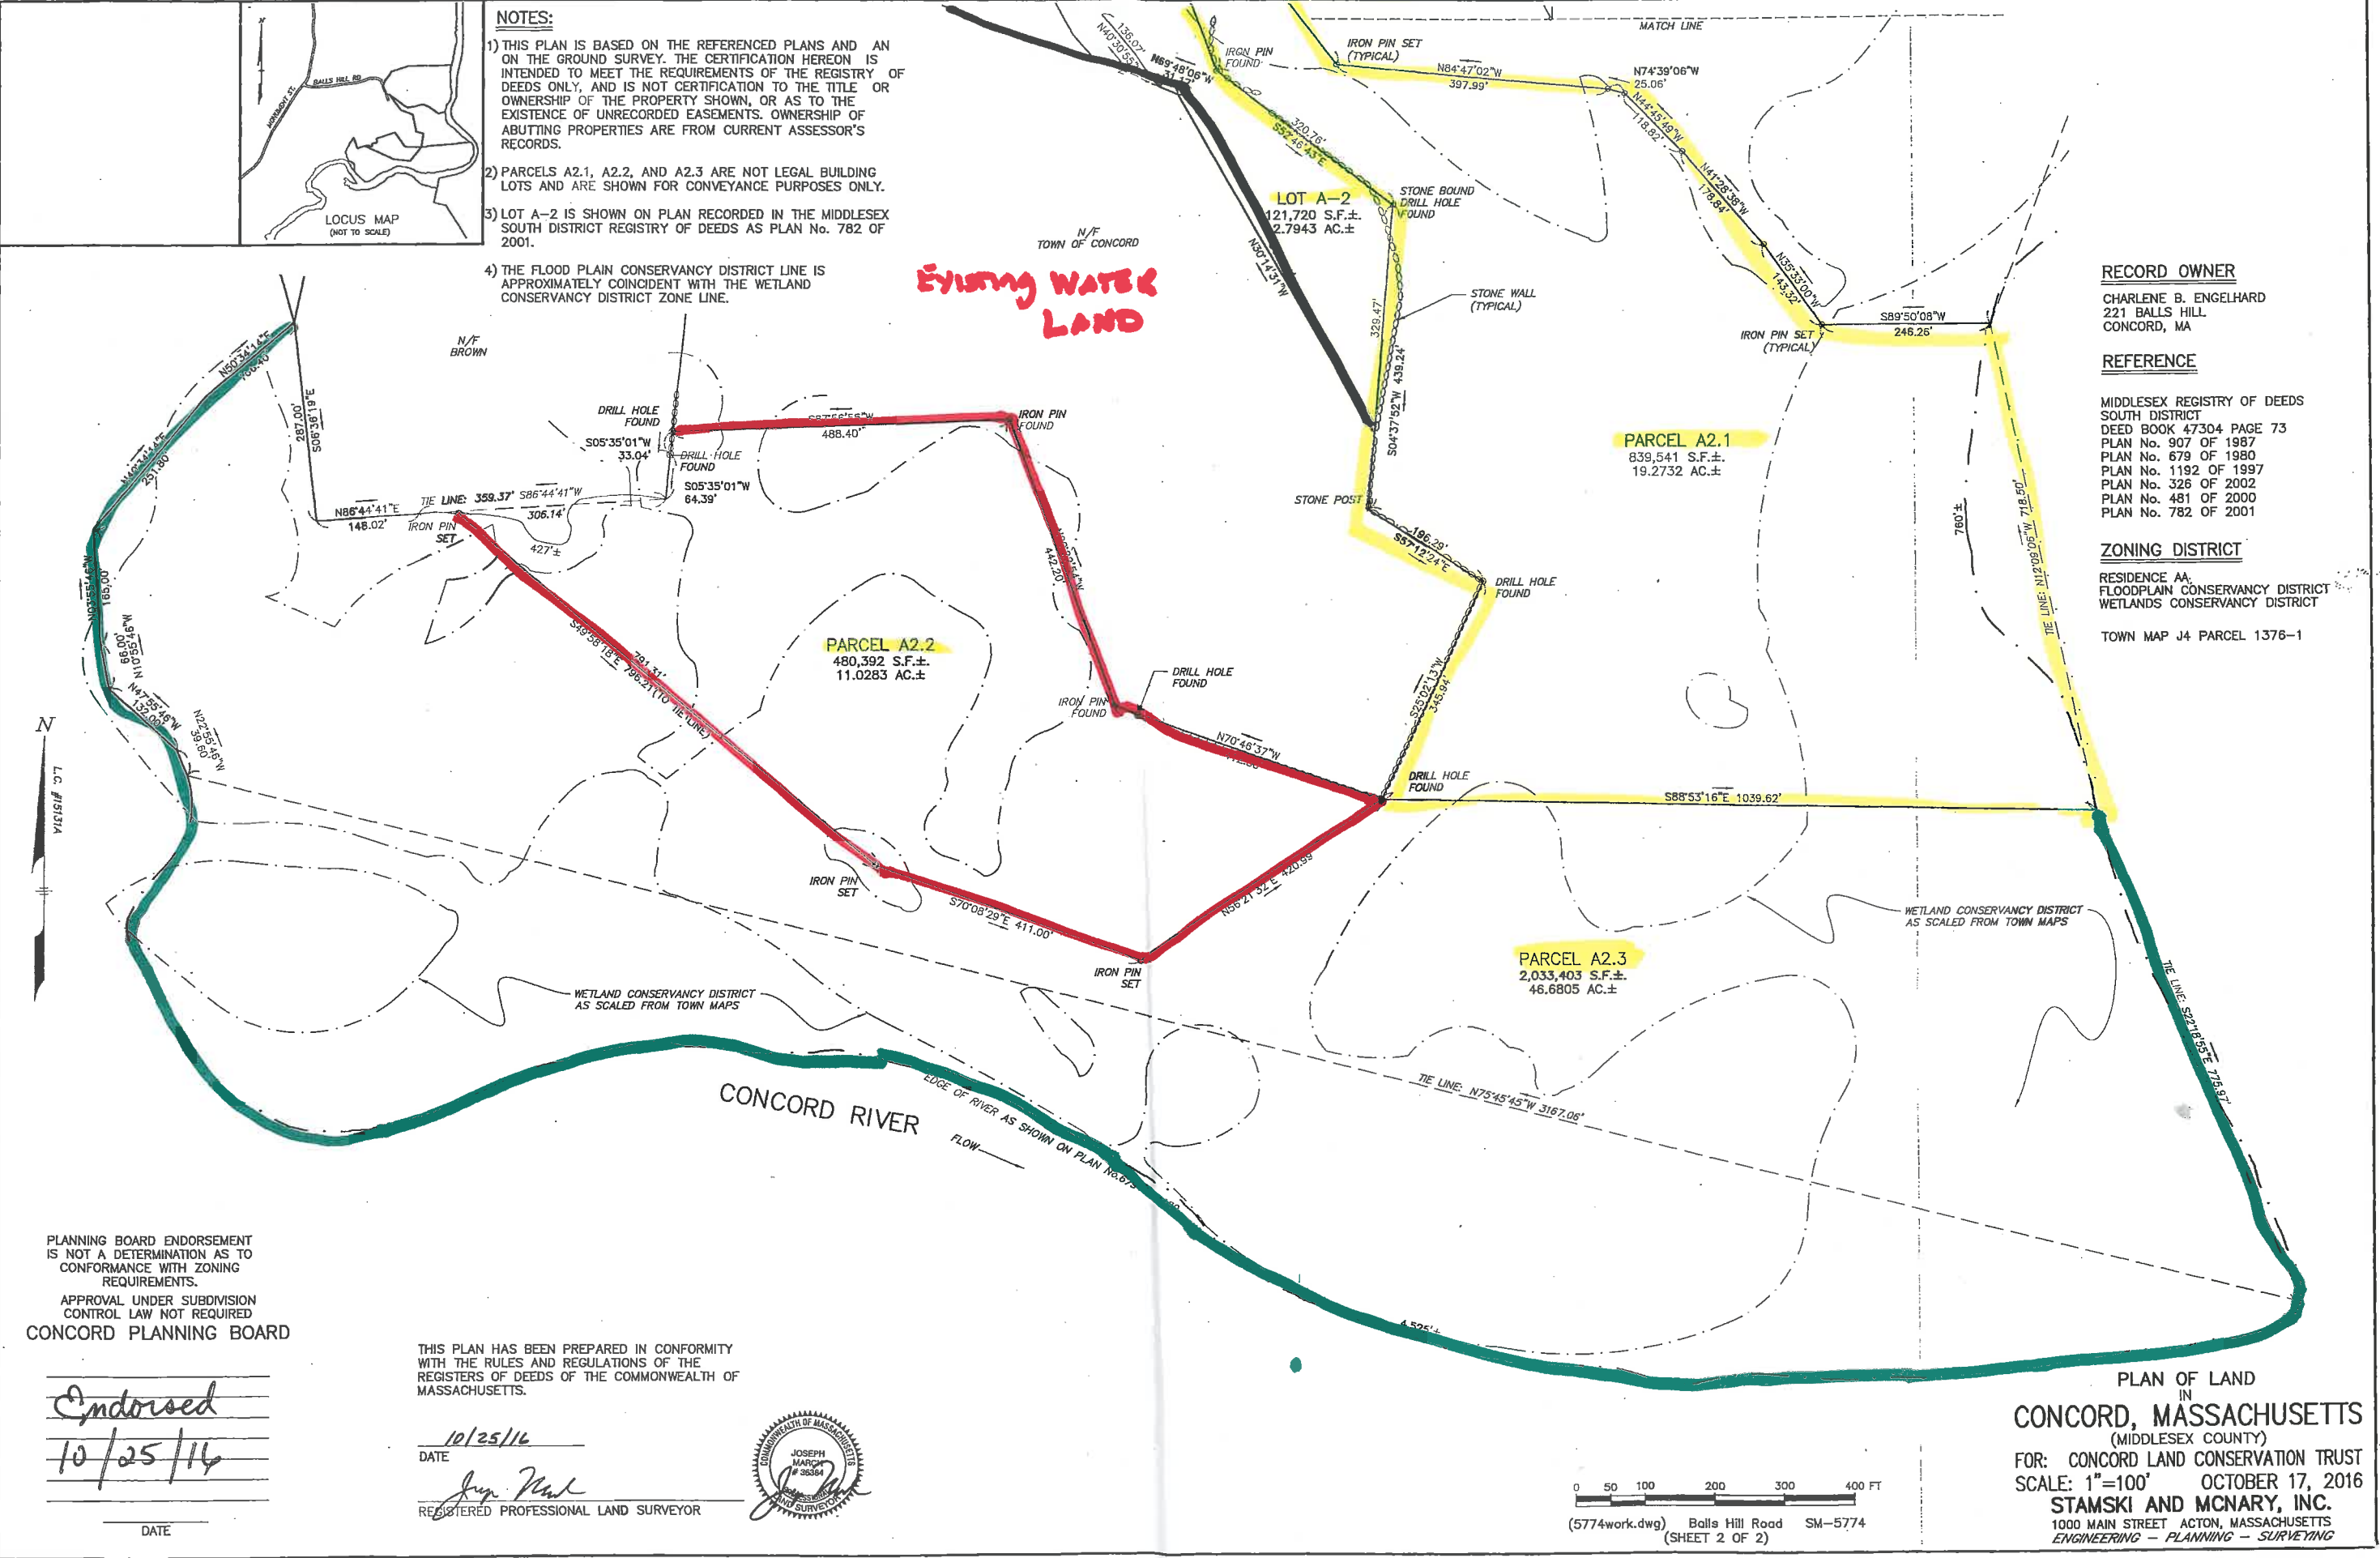 NOTES:
1) THIS PLAN IS BASED ON THE REFERENCED PLANS AND AN
ON THE GROUND SURVEY. THE CERTIFICATION HEREON IS
INTENDED TO MEET THE REQUIREMENTS OF THE REGISTRY OF
DEEDS ONLY, AND IS NOT CERTIFICATION TO THE TITLE OR
OWNERSHIP OF THE PROPERTY SHOWN, OR AS TO THE
EXISTENCE OF UNRECORDED EASEMENTS. OWNERSHIP OF
ABUTTING PROPERTIES ARE FROM CURRENT ASSESSOR'S
RECORDS.
2) PARCELS A2.1, A2.2, AND A2.3 ARE NOT LEGAL BUILDING
LOTS AND ARE SHOWN FOR CONVEYANCE PURPOSES ONLY.
3) LOT A-2 IS SHOWN ON PLAN RECORDED IN THE MIDDLESEX
SOUTH DISTRICT REGISTRY OF DEEDS AS PLAN No. 782 OF
2001.
4) THE FLOOD PLAIN CONSERVANCY DISTRICT LINE IS
APPROXIMATELY COINCIDENT WITH THE WETLAND
CONSERVANCY DISTRICT ZONE LINE.
BALLS HILL RD
MONUMENT ST.
LOCUS MAP
(NOT TO SCALE)
136.07'
N69°48'06"W
31.17'
IRON PIN
FOUND
IRON PIN SET
(TYPICAL)
MATCH LINE
N84°47'02"W
397.99'
N74°39'06"W
25.06'
N44°45'49"W
118.82'
N41°28'38"W
178.84'
N35°33'00"W
143.32'
IRON PIN SET
(TYPICAL)
S89°50'08"W
246.26'
320.76'
S52°46'43"E
LOT A-2
121,720 S.F.±
2.7943 AC.±
STONE BOUND
DRILL HOLE
FOUND
N30°14'31"W
329.47'
S04°37'52"W 439.24'
STONE WALL
(TYPICAL)
N/F
TOWN OF CONCORD
EXISTING WATER
LAND
N/F
BROWN
RECORD OWNER
CHARLENE B. ENGELHARD
221 BALLS HILL
CONCORD, MA
REFERENCE
MIDDLESEX REGISTRY OF DEEDS
SOUTH DISTRICT
DEED BOOK 47304 PAGE 73
PLAN No. 907 OF 1987
PLAN No. 679 OF 1980
PLAN No. 1192 OF 1997
PLAN No. 326 OF 2002
PLAN No. 481 OF 2000
PLAN No. 782 OF 2001
ZONING DISTRICT
RESIDENCE AA,
FLOODPLAIN CONSERVANCY DISTRICT
WETLANDS CONSERVANCY DISTRICT
TOWN MAP J4 PARCEL 1376-1
PARCEL A2.1
839,541 S.F.±
19.2732 AC.±
760'±
TIE LINE: N12°09'06"W 718.50'
N50°34'14"E
287.00'
S06°36'19"E
DRILL HOLE
FOUND
S05°35'01"W
33.04'
DRILL HOLE
FOUND
S05°35'01"W
64.39'
488.40'
IRON PIN
FOUND
N86°44'41"E
148.02'
TIE LINE: 359.37' S86°44'41"W
306.14'
IRON PIN
SET
427'±
STONE POST
196.29'
S57°12'24"E
DRILL HOLE
FOUND
442.20'
165.00'
66.00'
N10°55'46"W
N47°55'46"W
132.00'
N22°55'46"W
39.60'
S49°58'18"E 796.21'(TO TIE LINE)
791.31'
PARCEL A2.2
480,392 S.F.±
11.0283 AC.±
IRON PIN
FOUND
DRILL HOLE
FOUND
N70°46'37"W
S25°02'13"W
345.94'
DRILL HOLE
FOUND
S88°53'16"E 1039.62'
N
L.C. #15131A
IRON PIN
SET
S70°08'29"E 411.00'
N56°21'32"E 420.99'
IRON PIN
SET
WETLAND CONSERVANCY DISTRICT
AS SCALED FROM TOWN MAPS
WETLAND CONSERVANCY DISTRICT
AS SCALED FROM TOWN MAPS
PARCEL A2.3
2,033,403 S.F.±
46.6805 AC.±
TIE LINE: S22°18'55"E 775.97'
TIE LINE: N75°45'45"W 3167.06'
CONCORD RIVER
FLOW
EDGE OF RIVER AS SHOWN ON PLAN No.679
4,525'±
PLANNING BOARD ENDORSEMENT
IS NOT A DETERMINATION AS TO
CONFORMANCE WITH ZONING
REQUIREMENTS.
APPROVAL UNDER SUBDIVISION
CONTROL LAW NOT REQUIRED
CONCORD PLANNING BOARD
Endorsed
10/25/16
DATE
THIS PLAN HAS BEEN PREPARED IN CONFORMITY
WITH THE RULES AND REGULATIONS OF THE
REGISTERS OF DEEDS OF THE COMMONWEALTH OF
MASSACHUSETTS.
10/25/16
DATE
REGISTERED PROFESSIONAL LAND SURVEYOR
COMMONWEALTH OF MASSACHUSETTS
JOSEPH
MARCH
# 36384
PROFESSIONAL
LAND SURVEYOR
0 50 100 200 300 400 FT
(5774work.dwg) Balls Hill Road SM-5774
(SHEET 2 OF 2)
PLAN OF LAND
IN
CONCORD, MASSACHUSETTS
(MIDDLESEX COUNTY)
FOR: CONCORD LAND CONSERVATION TRUST
SCALE: 1"=100' OCTOBER 17, 2016
STAMSKI AND MCNARY, INC.
1000 MAIN STREET ACTON, MASSACHUSETTS
ENGINEERING - PLANNING - SURVEYING